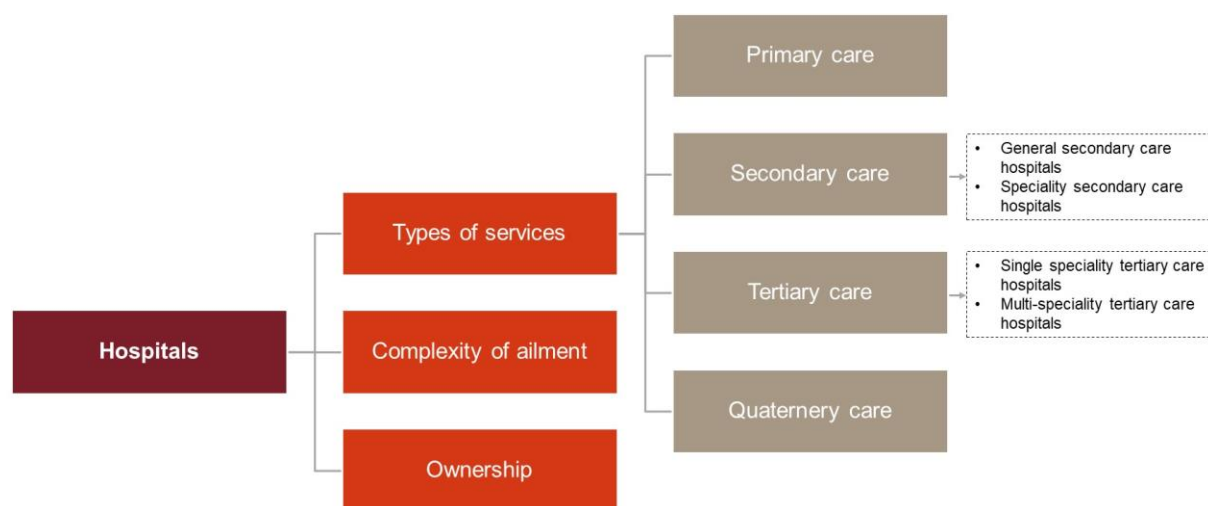 Primary care
Secondary care
• General secondary care
hospitals
• Speciality secondary care
hospitals
Types of services
Tertiary care
• Single speciality tertiary care
hospitals
• Multi-speciality tertiary care
hospitals
Hospitals
Complexity of ailment
Quaternery care
Ownership